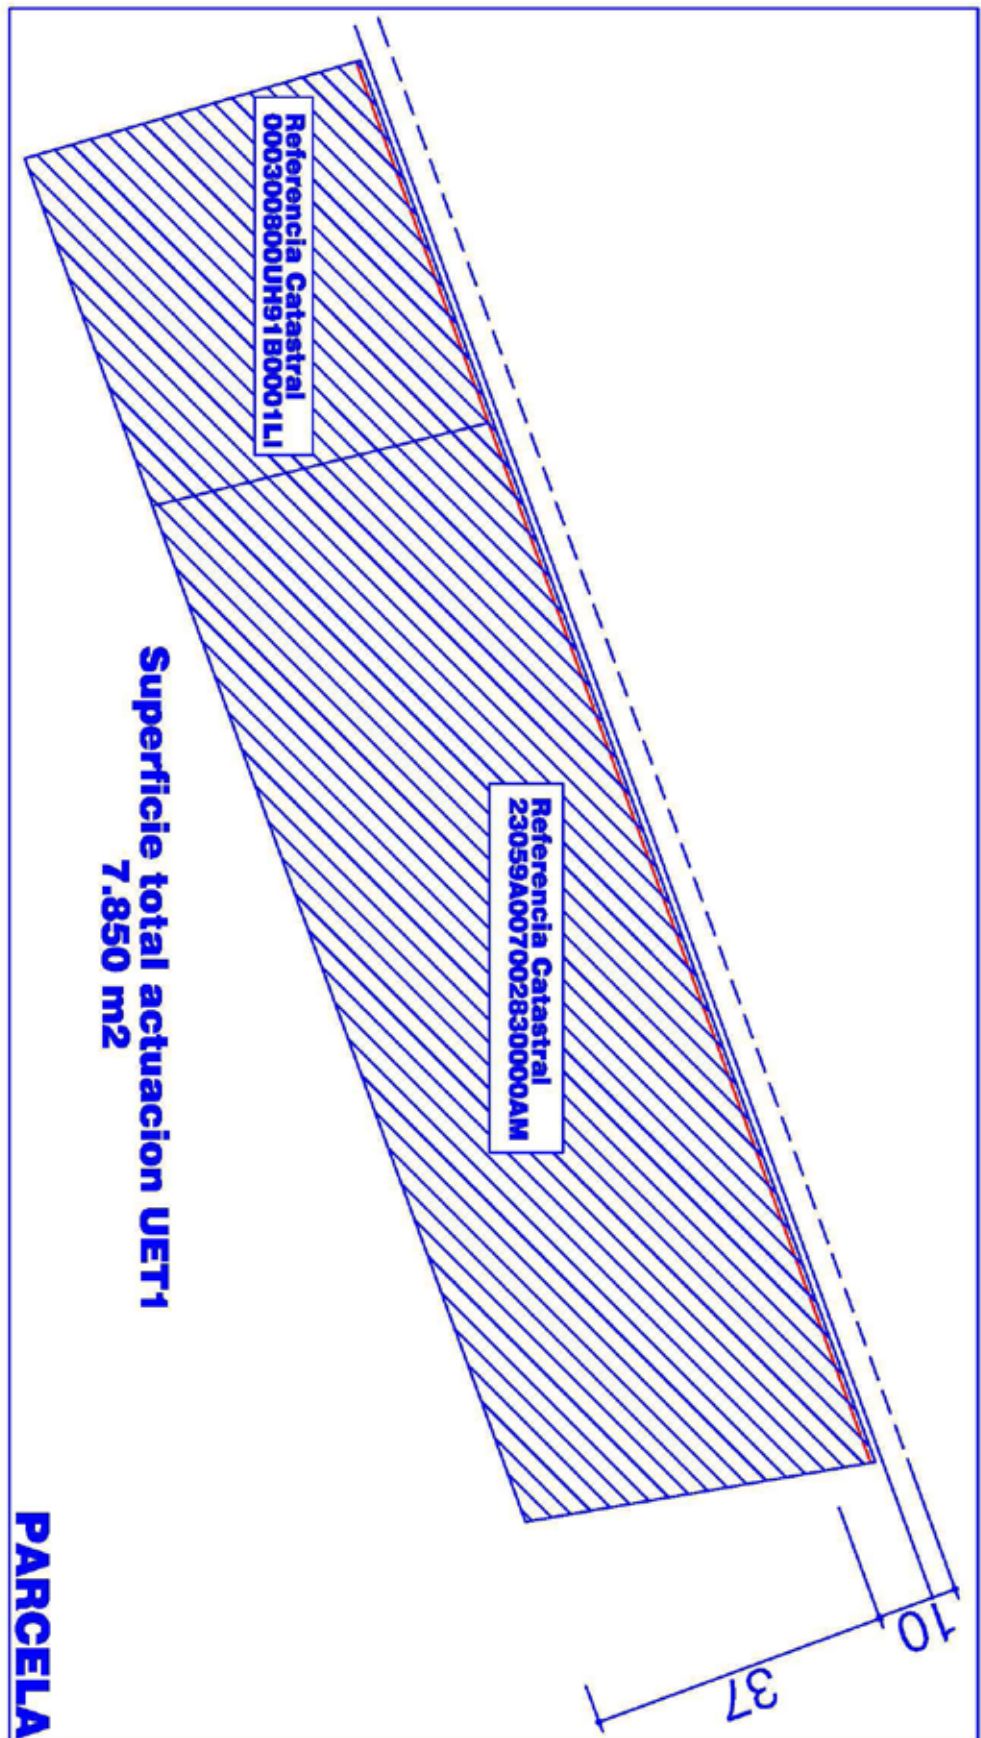 Referencia Catastral
000300800UH91B0001LI
Referencia Catastral
23059A007002830000AM
Superficie total actuacion UET1
7.850 m2
10
37
PARCELA